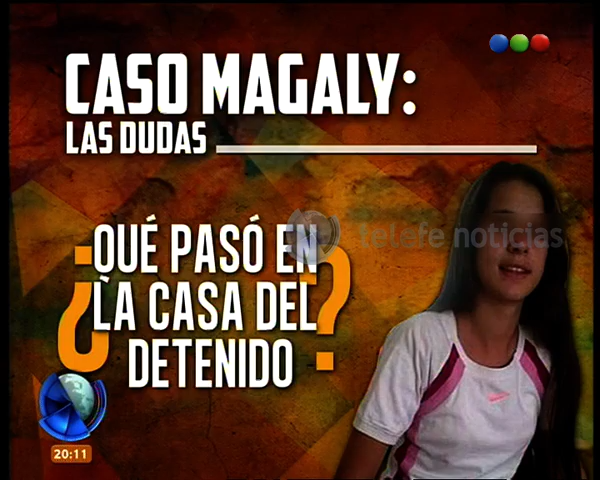 CASO MAGALY:
LAS DUDAS
¿QUÉ PASÓ EN
LA CASA DEL
DETENIDO?
telefe noticias
20:11